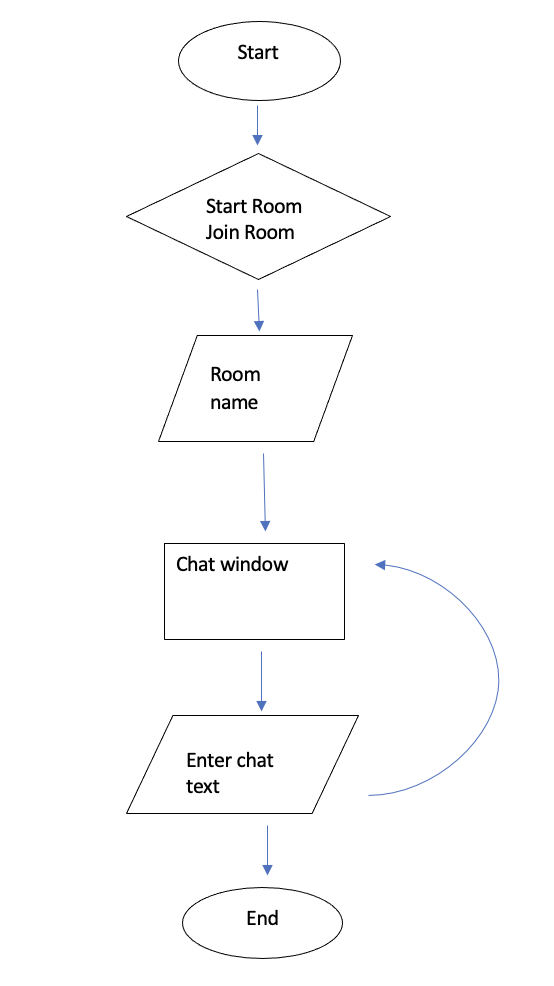 Start
Start Room
Join Room
Room
name
Chat window
Enter chat
text
End